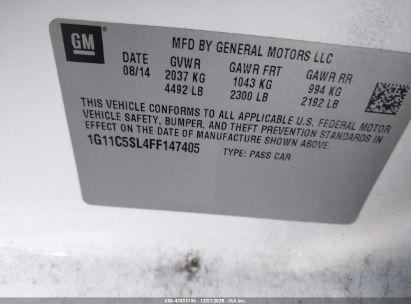 GM
MFD BY GENERAL MOTORS LLC
DATE GVWR GAWR FRT GAWR RR
08/14 2037 KG 1043 KG 994 KG
4492 LB 2300 LB 2192 LB
THIS VEHICLE CONFORMS TO ALL APPLICABLE U.S. FEDERAL MOTOR
VEHICLE SAFETY, BUMPER, AND THEFT PREVENTION STANDARDS
IN EFFECT ON THE DATE OF MANUFACTURE SHOWN ABOVE.
1G11C5SL4FF147405 TYPE: PASS CAR